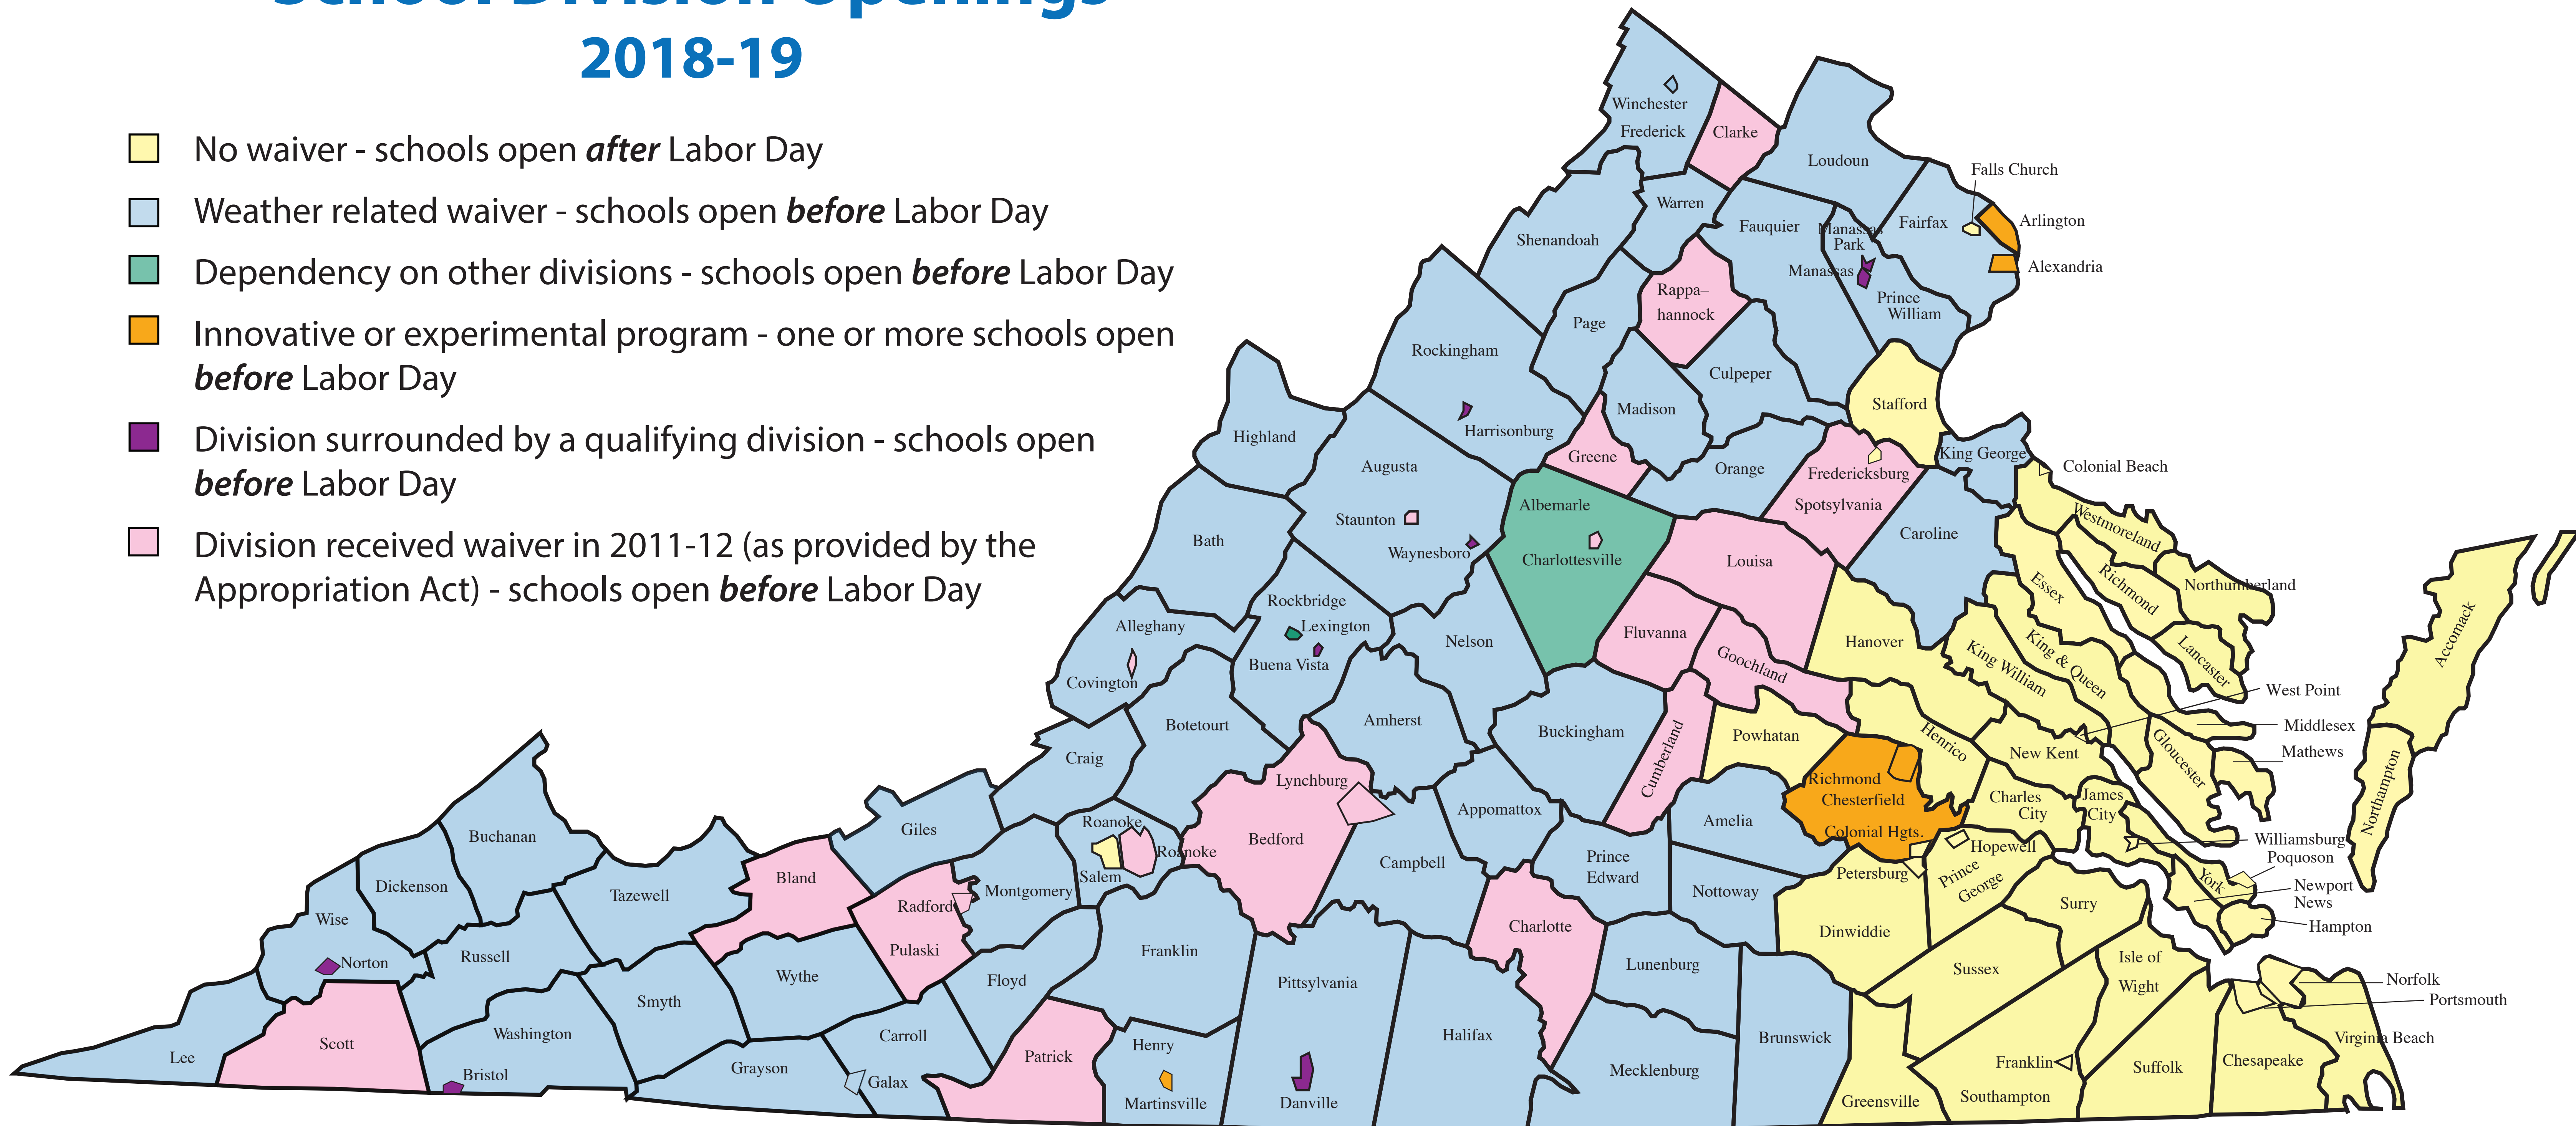 School Division Openings
2018-19
No waiver - schools open after Labor Day
Weather related waiver - schools open before Labor Day
Dependency on other divisions - schools open before Labor Day
Innovative or experimental program - one or more schools open
before Labor Day
Division surrounded by a qualifying division - schools open
before Labor Day
Division received waiver in 2011-12 (as provided by the
Appropriation Act) - schools open before Labor Day
Winchester
Frederick
Clarke
Loudoun
Falls Church
Warren
Fauquier
Manassas
Park
Fairfax
Arlington
Shenandoah
Manassas
Alexandria
Rappa–
hannock
Prince
William
Page
Rockingham
Culpeper
Madison
Stafford
Harrisonburg
Highland
Greene
Augusta
Orange
King George
Colonial Beach
Fredericksburg
Spotsylvania
Albemarle
Staunton
Caroline
Westmoreland
Bath
Waynesboro
Charlottesville
Louisa
Essex
Richmond
Northumberland
Rockbridge
Lexington
Alleghany
Nelson
Fluvanna
Hanover
Accomack
Buena Vista
Goochland
King William
King & Queen
Lancaster
Covington
West Point
Botetourt
Amherst
Buckingham
Cumberland
Powhatan
Henrico
New Kent
Middlesex
Gloucester
Mathews
Craig
Lynchburg
Richmond
Chesterfield
Charles
City
James
City
Northampton
Appomattox
Amelia
Colonial Hgts.
Giles
Roanoke
Buchanan
Bedford
Roanoke
Campbell
Prince
Edward
Hopewell
Williamsburg
Poquoson
Dickenson
Bland
Salem
Montgomery
Nottoway
Petersburg
Prince
George
York
Newport
News
Tazewell
Radford
Surry
Wise
Charlotte
Dinwiddie
Hampton
Pulaski
Franklin
Norton
Russell
Wythe
Floyd
Pittsylvania
Lunenburg
Sussex
Isle of
Wight
Norfolk
Portsmouth
Smyth
Washington
Scott
Carroll
Henry
Halifax
Brunswick
Virginia Beach
Lee
Patrick
Franklin
Suffolk
Chesapeake
Bristol
Grayson
Galax
Mecklenburg
Martinsville
Danville
Greensville
Southampton